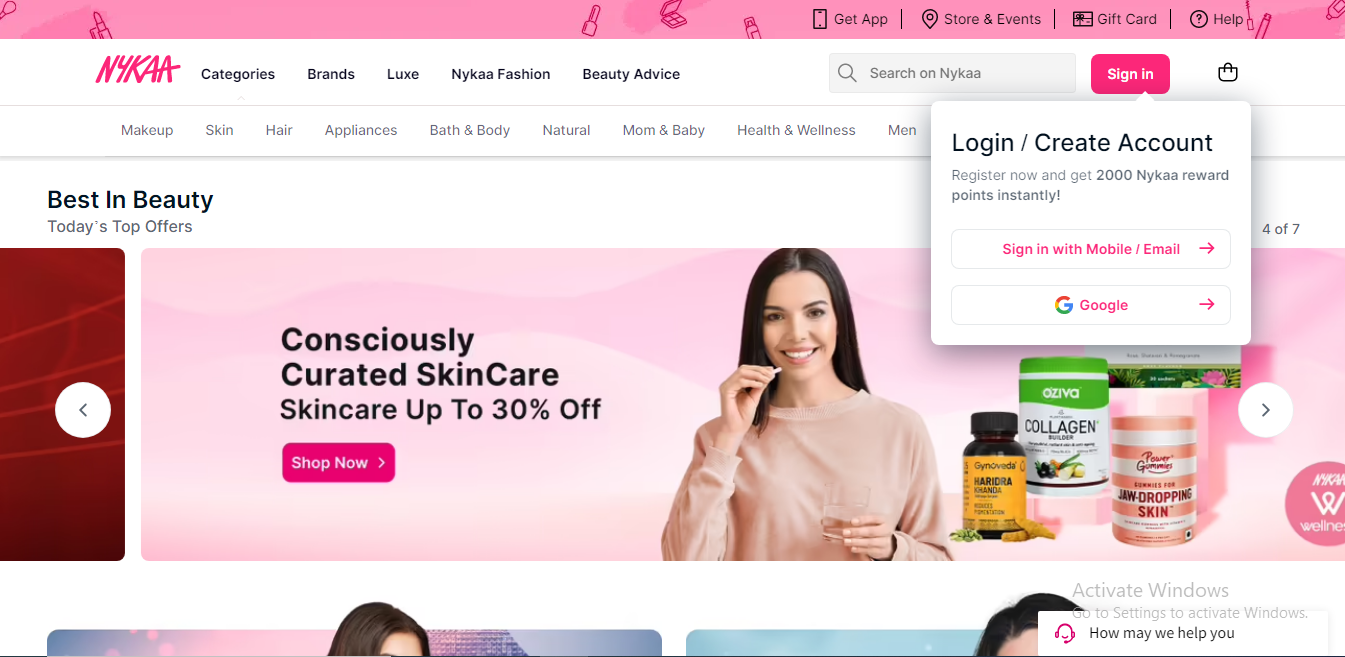 Get App
Store & Events
Gift Card
Help
NYKAA
Categories
Brands
Luxe
Nykaa Fashion
Beauty Advice
Search on Nykaa
Sign in
Makeup
Skin
Hair
Appliances
Bath & Body
Natural
Mom & Baby
Health & Wellness
Men
Login / Create Account
Register now and get 2000 Nykaa reward
points instantly!
Sign in with Mobile / Email
Google
Best In Beauty
Today's Top Offers
4 of 7
Consciously
Curated SkinCare
Skincare Up To 30% Off
Shop Now
OZiVA
COLLAGEN
BUILDER
Gynoveda
HARIDRA
KHANDA
REDUCES
PIGMENTATION
Power
Gummies
GUMMIES FOR
JAW-DROPPING
SKIN
30 sachets
W
Activate Windows
Go to Settings to activate Windows.
How may we help you